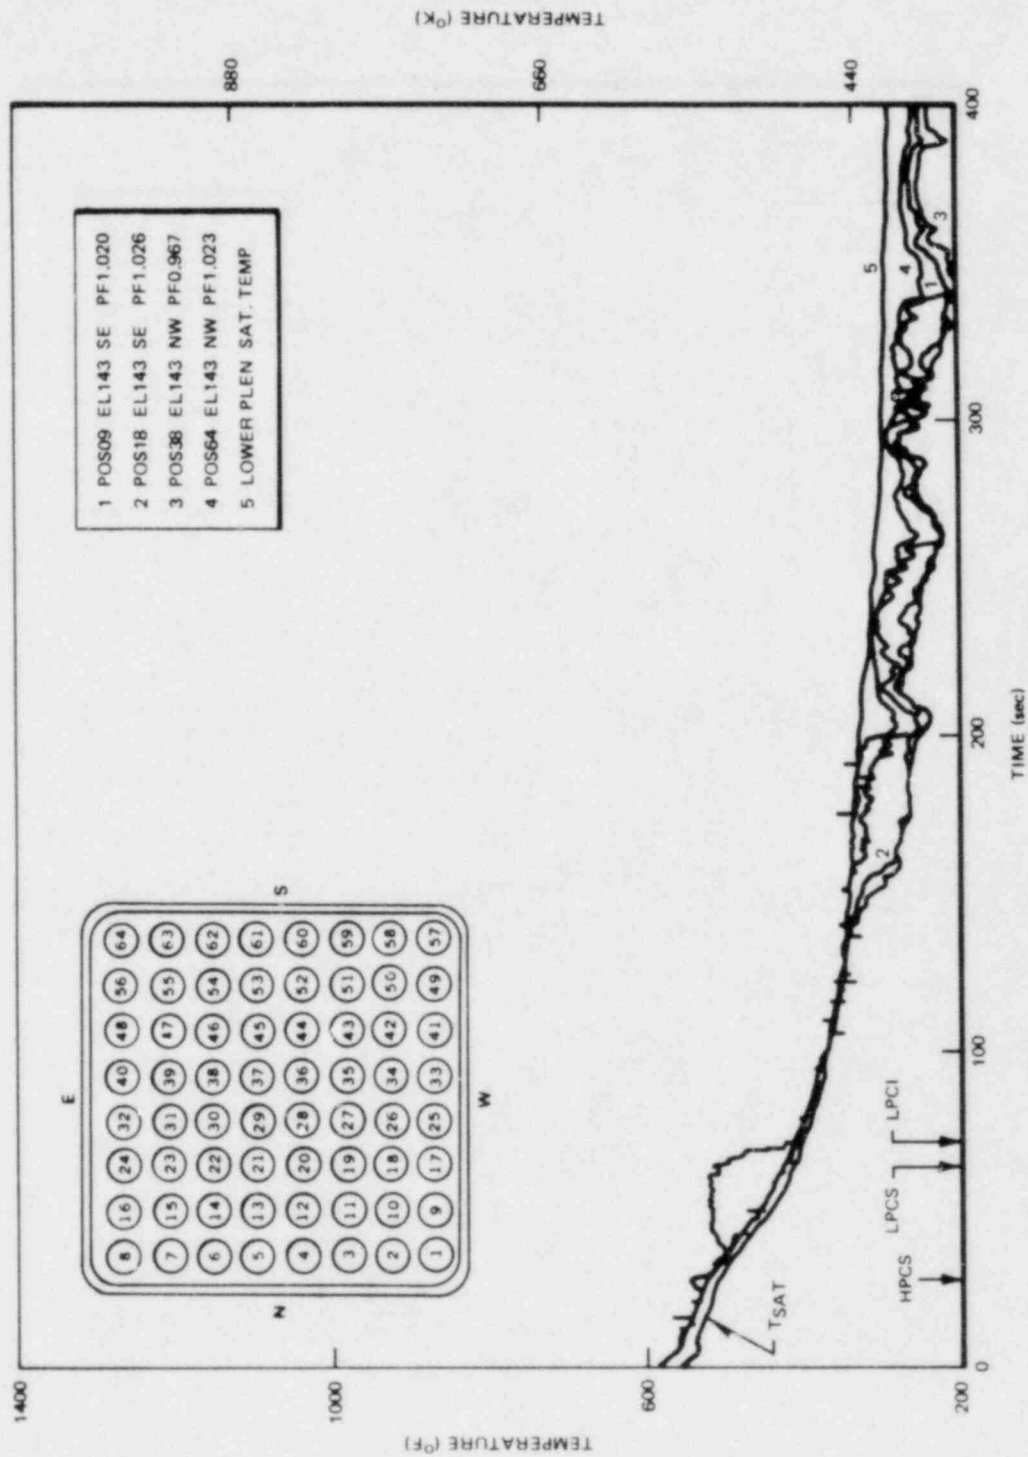 TEMPERATURE (°F)
1400
1000
600
200
TEMPERATURE (°K)
880
660
440
0
100
200
300
400
TIME (sec)
E
N
S
W
8 16 24 32 40 48 56 64
7 15 23 31 39 47 55 63
6 14 22 30 38 46 54 62
5 13 21 29 37 45 53 61
4 12 20 28 36 44 52 60
3 11 19 27 35 43 51 59
2 10 18 26 34 42 50 58
1 9 17 25 33 41 49 57
1 POS09 EL143 SE PF1.020
2 POS18 EL143 SE PF1.026
3 POS38 EL143 NW PF0.967
4 POS64 EL143 NW PF1.023
5 LOWER PLEN SAT. TEMP
TSAT
HPCS
LPCS
LPCI
2
5
4
1
3